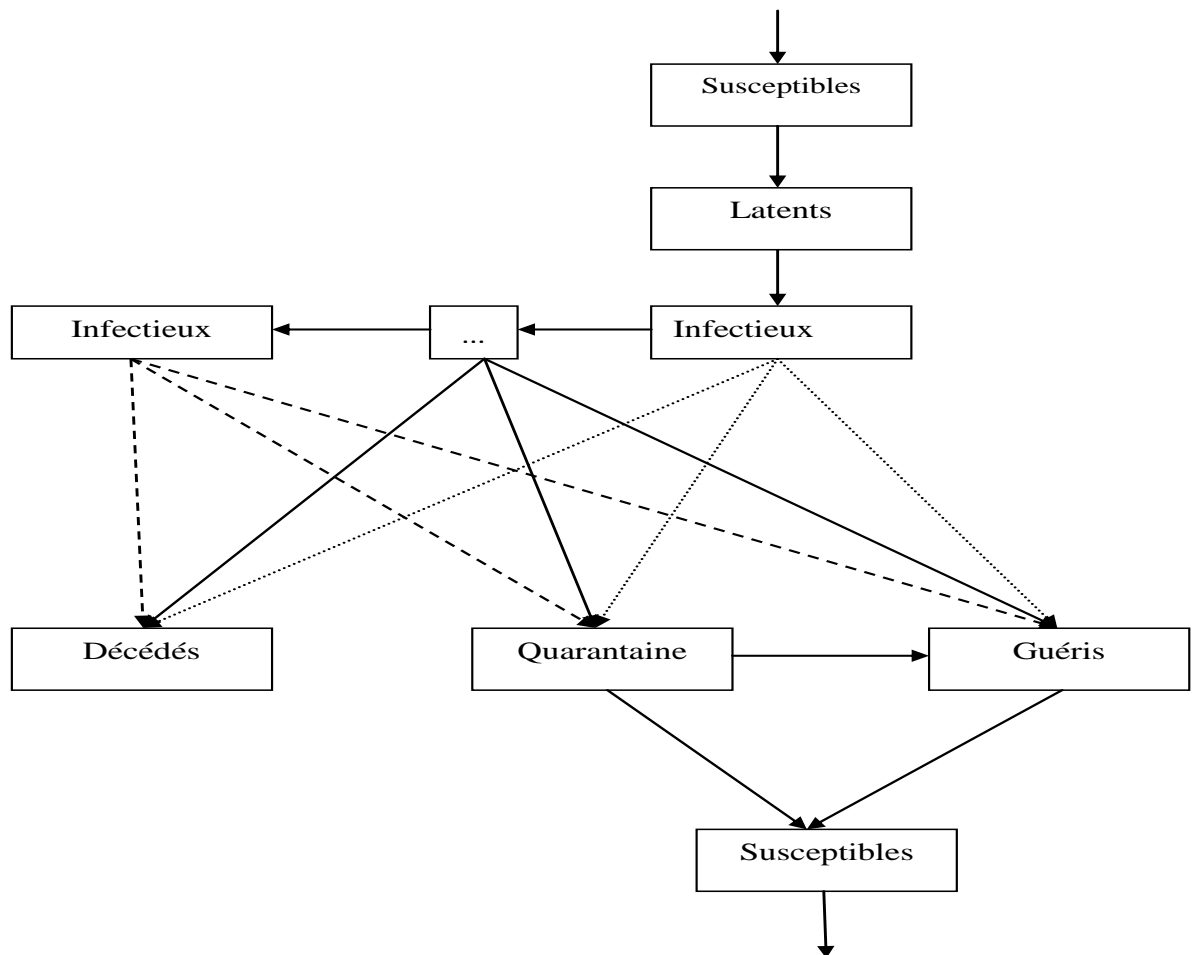 Susceptibles
Latents
Infectieux
...
Infectieux
Décédés
Quarantaine
Guéris
Susceptibles